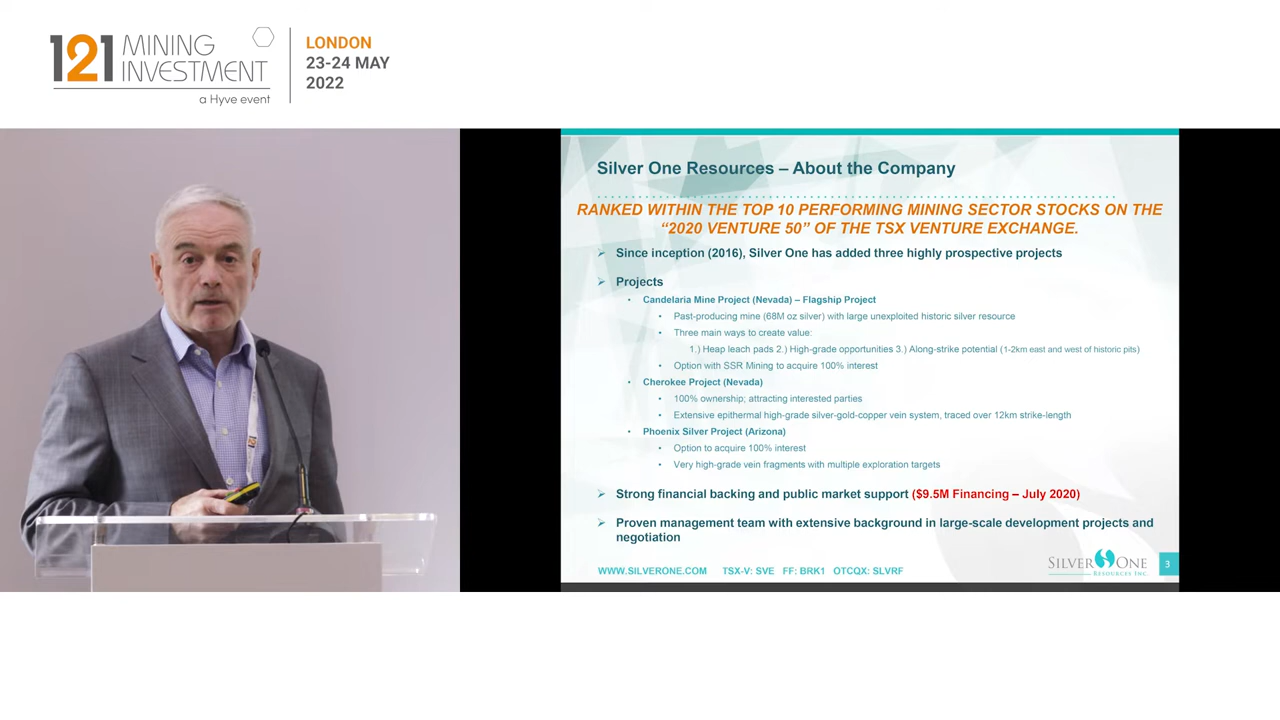 121 MINING INVESTMENT
a Hyve event
LONDON
23-24 MAY
2022
Silver One Resources – About the Company
RANKED WITHIN THE TOP 10 PERFORMING MINING SECTOR STOCKS ON THE
“2020 VENTURE 50” OF THE TSX VENTURE EXCHANGE.
Since inception (2016), Silver One has added three highly prospective projects
Projects
Candelaria Mine Project (Nevada) – Flagship Project
Past-producing mine (68M oz silver) with large unexploited historic silver resource
Three main ways to create value:
1.) Heap leach pads 2.) High-grade opportunities 3.) Along-strike potential (1-2km east and west of historic pits)
Option with SSR Mining to acquire 100% interest
Cherokee Project (Nevada)
100% ownership; attracting interested parties
Extensive epithermal high-grade silver-gold-copper vein system, traced over 12km strike-length
Phoenix Silver Project (Arizona)
Option to acquire 100% interest
Very high-grade vein fragments with multiple exploration targets
Strong financial backing and public market support ($9.5M Financing – July 2020)
Proven management team with extensive background in large-scale development projects and
negotiation
WWW.SILVERONE.COM TSX-V: SVE FF: BRK1 OTCQX: SLVRF
SILVER ONE
RESOURCES INC.
3